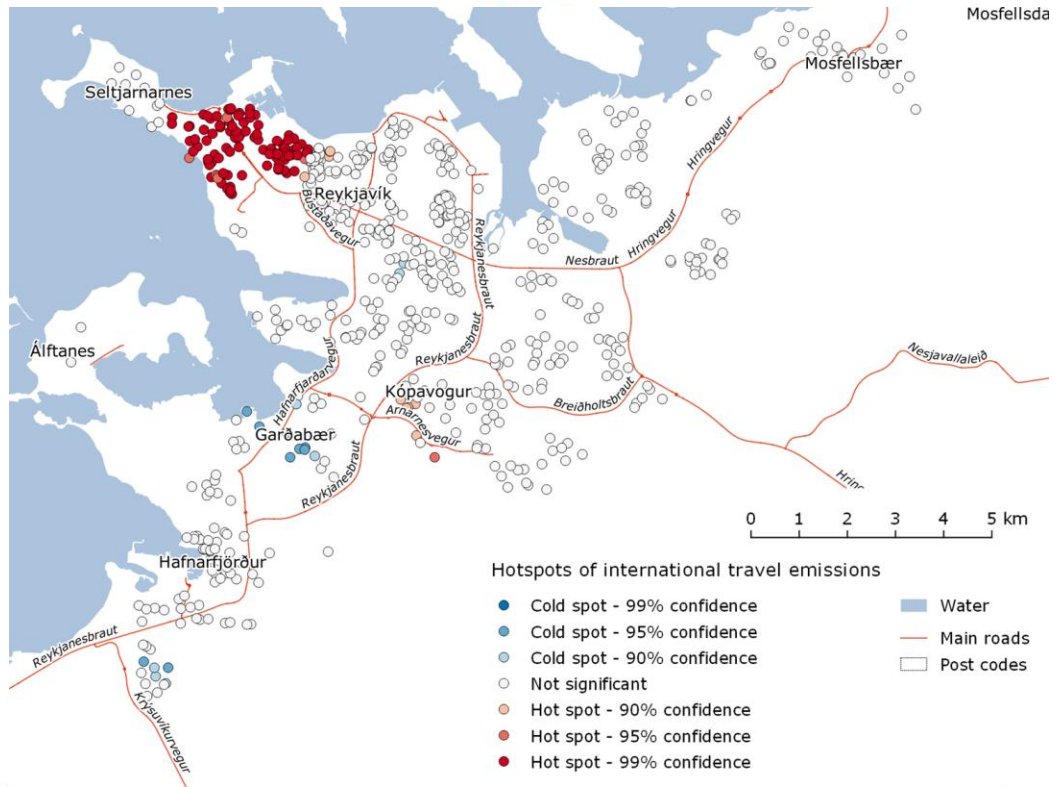 Mosfellsda
Mosfellsbær
Seltjarnarnes
Hringvegur
Reykjavík
Bústaðavegur
Reykjanesbraut
Hringvegur
Nesbraut
Álftanes
Hafnarfjarðarvegur
Reykjanesbraut
Nesjavallaleið
Kópavogur
Breiðholtsbraut
Arnarnesvegur
Garðabær
Reykjanesbraut
Hring
Hafnarfjörður
Reykjanesbraut
Krýsuvíkurvegur
0 1 2 3 4 5 km
Hotspots of international travel emissions
Cold spot - 99% confidence
Cold spot - 95% confidence
Cold spot - 90% confidence
Not significant
Hot spot - 90% confidence
Hot spot - 95% confidence
Hot spot - 99% confidence
Water
Main roads
Post codes